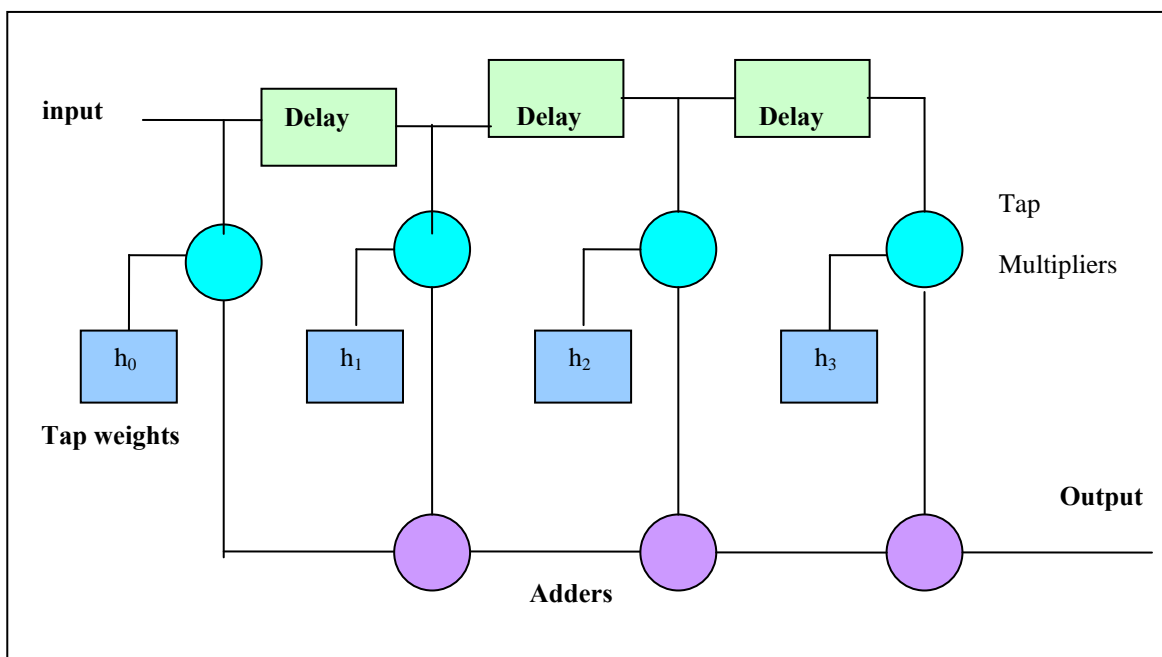 input
Delay
Delay
Delay
Tap
Multipliers
h₀
h₁
h₂
h₃
Tap weights
Output
Adders